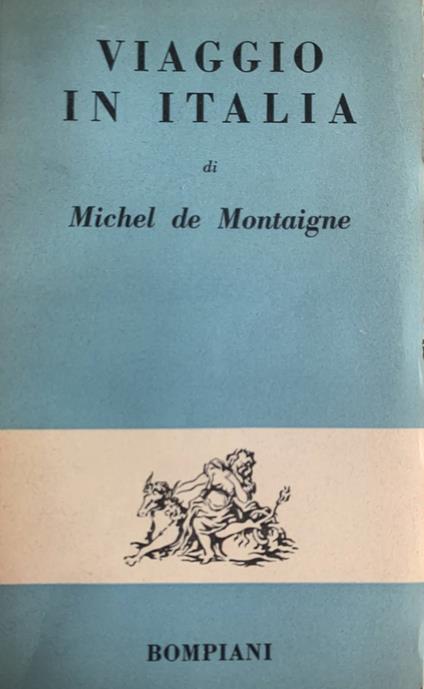 VIAGGIO
IN ITALIA
di
Michel de Montaigne
BOMPIANI